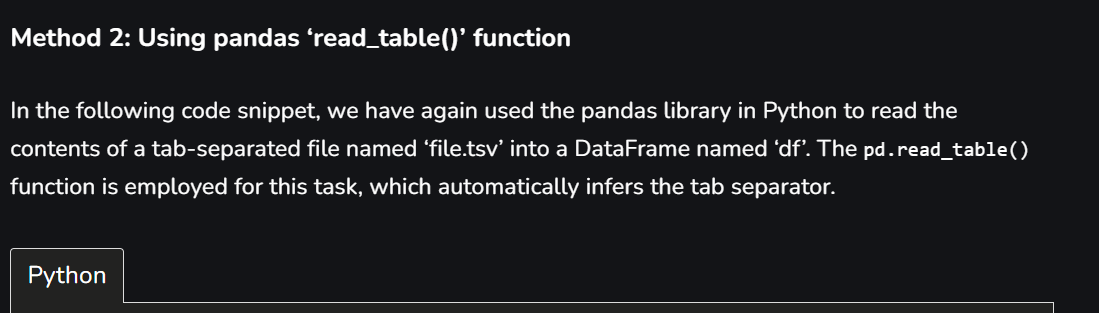 Method 2: Using pandas ‘read_table()’ function
In the following code snippet, we have again used the pandas library in Python to read the
contents of a tab-separated file named ‘file.tsv’ into a DataFrame named ‘df’. The pd.read_table()
function is employed for this task, which automatically infers the tab separator.
Python